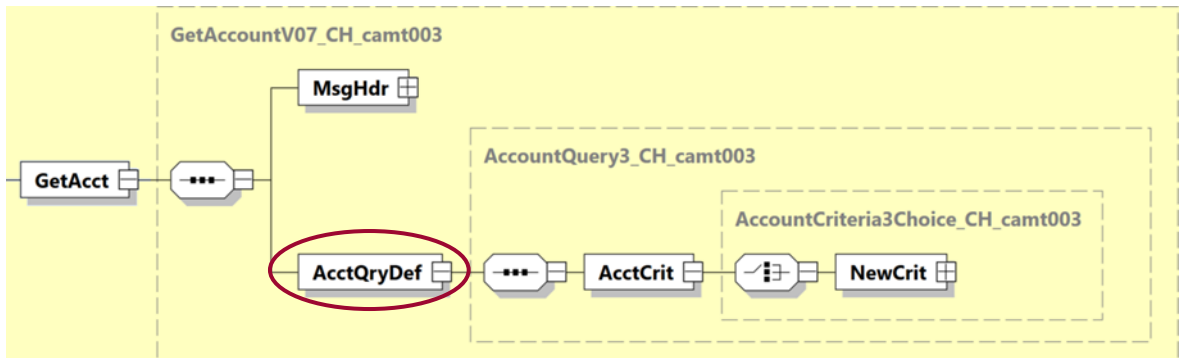 GetAccountV07_CH_camt003
MsgHdr
AccountQuery3_CH_camt003
GetAcct
AccountCriteria3Choice_CH_camt003
AcctQryDef
AcctCrit
NewCrit